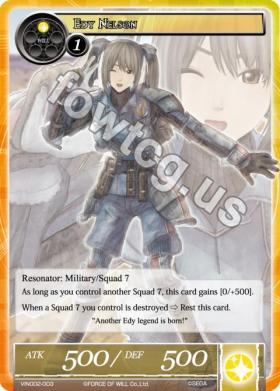 Edy Nelson
WILL
1
fowtcg.us
Resonator: Military/Squad 7
As long as you control another Squad 7, this card gains [0/+500].
When a Squad 7 you control is destroyed ⇨ Rest this card.
"Another Edy legend is born!"
ATK 500 / DEF 500
VIN002-003 ©FORCE OF WILL Co.,Ltd. ©SEGA